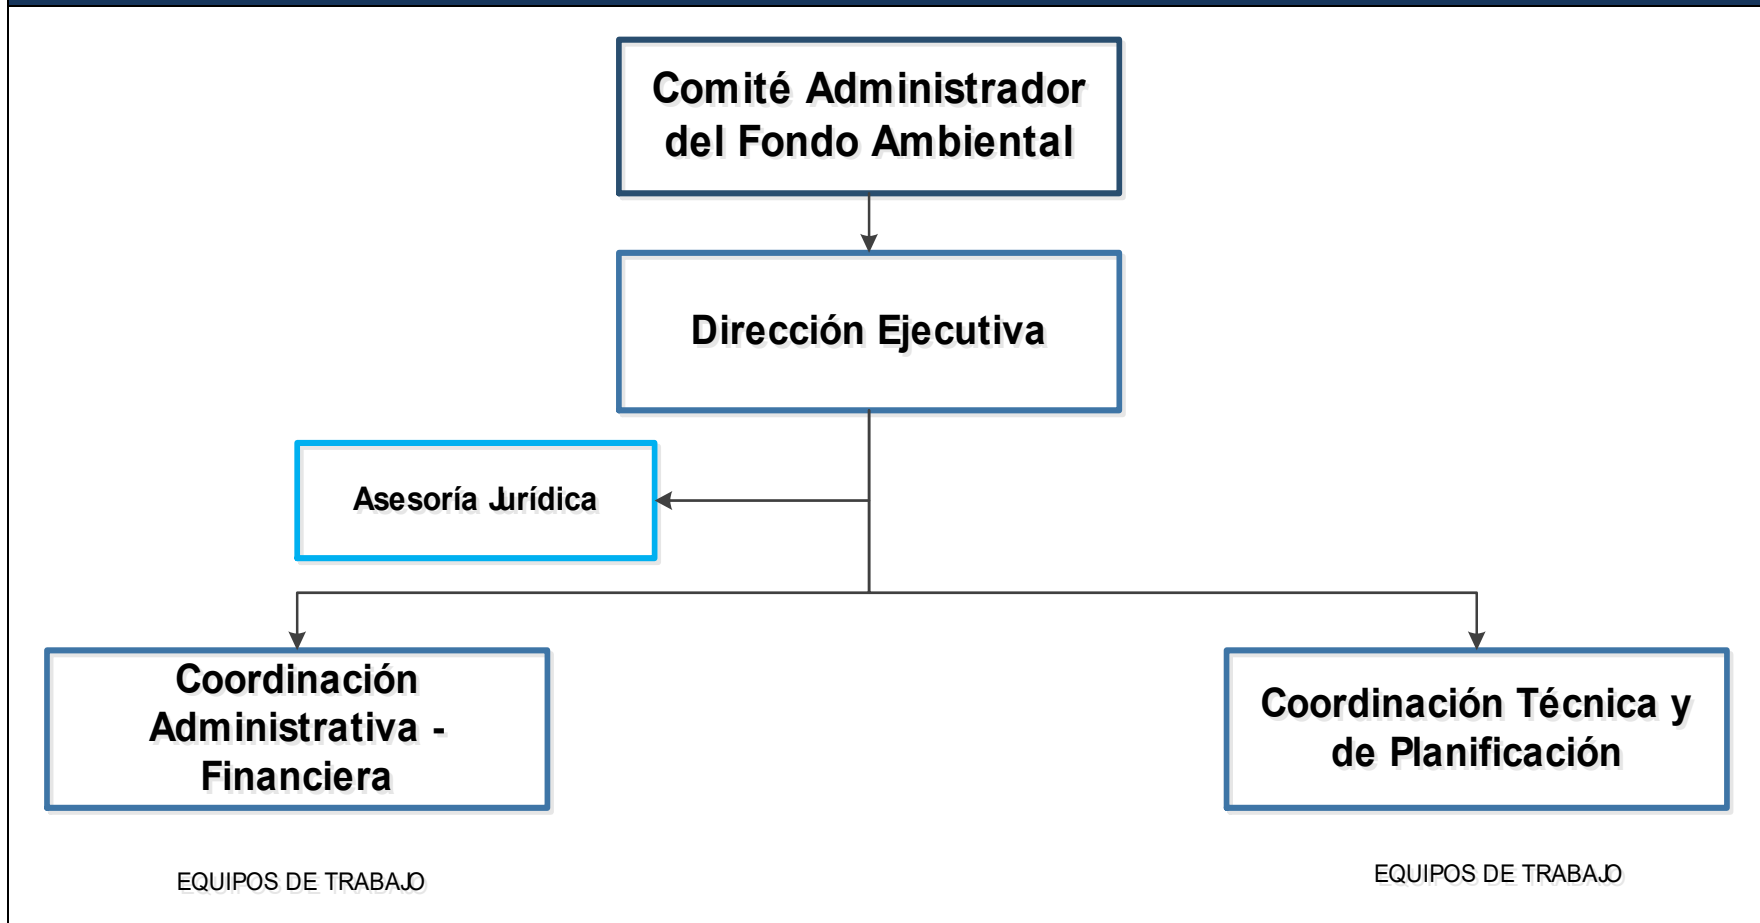 Comité Administrador
del Fondo Ambiental
Dirección Ejecutiva
Asesoría Jurídica
Coordinación
Administrativa -
Financiera
Coordinación Técnica y
de Planificación
EQUIPOS DE TRABAJO
EQUIPOS DE TRABAJO